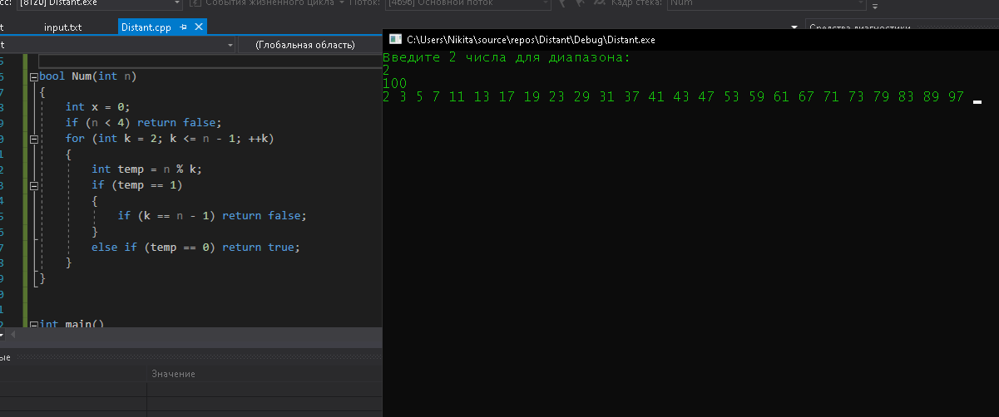 сс: [8120] Distant.exe События жизненного цикла Поток: [4696] Основной поток Кадр стека: Num
input.txt Distant.cpp
(Глобальная область)
Средства диагностики
bool Num(int n)
{
int x = 0;
if (n < 4) return false;
for (int k = 2; k <= n - 1; ++k)
{
int temp = n % k;
if (temp == 1)
{
if (k == n - 1) return false;
}
else if (temp == 0) return true;
}
}
int main()
ые
Значение
C:\Users\Nikita\source\repos\Distant\Debug\Distant.exe
Введите 2 числа для диапазона:
2
100
2 3 5 7 11 13 17 19 23 29 31 37 41 43 47 53 59 61 67 71 73 79 83 89 97